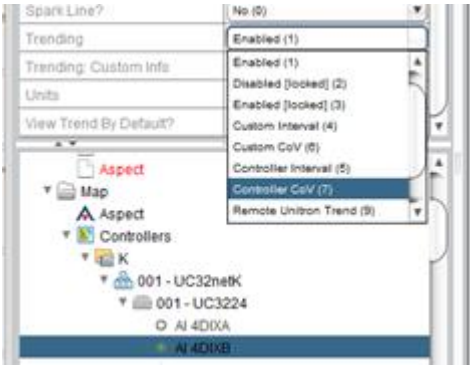 Spark Line?
No (0)
Trending
Enabled (1)
Trending: Custom Info
Enabled (1)
Disabled [locked] (2)
Units
Enabled [locked] (3)
View Trend By Default?
Custom Interval (4)
Custom CoV (6)
Controller Interval (5)
Controller CoV (7)
Remote Unitron Trend (9)
Aspect
Map
Aspect
Controllers
K
001 - UC32netK
001 - UC3224
AI 4DIXA
AI 4DIXB